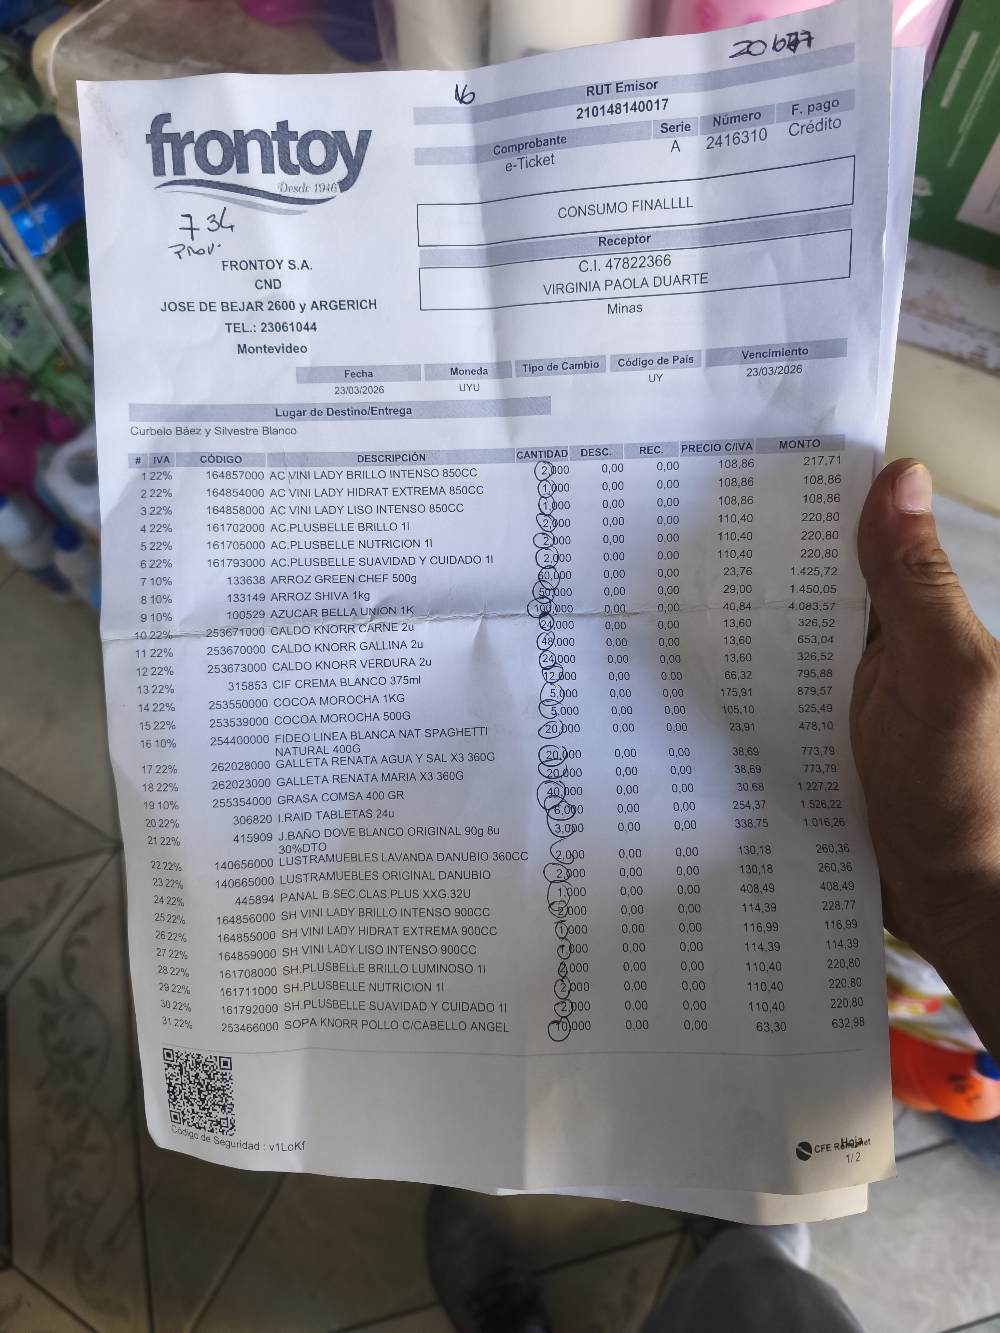 20677
16
RUT Emisor
210148140017
Comprobante Serie Número F. pago
e-Ticket A 2416310 Crédito
frontoy
Desde 1946
734
Prov.
CONSUMO FINALLLL
Receptor
C.I. 47822366
VIRGINIA PAOLA DUARTE
Minas
FRONTOY S.A.
CND
JOSE DE BEJAR 2600 y ARGERICH
TEL.: 23061044
Montevideo
Fecha Moneda Tipo de Cambio Código de País Vencimiento
23/03/2026 UYU UY 23/03/2026
Lugar de Destino/Entrega
Curbelo Báez y Silvestre Blanco
# IVA CÓDIGO DESCRIPCIÓN CANTIDAD DESC. REC. PRECIO C/IVA MONTO
1 22% 164857000 AC VINI LADY BRILLO INTENSO 850CC 2,000 0,00 0,00 108,86 217,71
2 22% 164854000 AC VINI LADY HIDRAT EXTREMA 850CC 1,000 0,00 0,00 108,86 108,86
3 22% 164858000 AC VINI LADY LISO INTENSO 850CC 1,000 0,00 0,00 108,86 108,86
4 22% 161702000 AC.PLUSBELLE BRILLO 1l 2,000 0,00 0,00 110,40 220,80
5 22% 161705000 AC.PLUSBELLE NUTRICION 1l 2,000 0,00 0,00 110,40 220,80
6 22% 161793000 AC.PLUSBELLE SUAVIDAD Y CUIDADO 1l 2,000 0,00 0,00 110,40 220,80
7 10% 133638 ARROZ GREEN CHEF 500g 60,000 0,00 0,00 23,76 1.425,72
8 10% 133149 ARROZ SHIVA 1kg 50,000 0,00 0,00 29,00 1.450,05
9 10% 100529 AZUCAR BELLA UNION 1K 100,000 0,00 0,00 40,84 4.083,57
10 22% 253671000 CALDO KNORR CARNE 2u 24,000 0,00 0,00 13,60 326,52
11 22% 253670000 CALDO KNORR GALLINA 2u 48,000 0,00 0,00 13,60 653,04
12 22% 253673000 CALDO KNORR VERDURA 2u 24,000 0,00 0,00 13,60 326,52
13 22% 315853 CIF CREMA BLANCO 375ml 12,000 0,00 0,00 66,32 795,88
14 22% 253550000 COCOA MOROCHA 1KG 5,000 0,00 0,00 175,91 879,57
15 22% 253539000 COCOA MOROCHA 500G 5,000 0,00 0,00 105,10 525,49
16 10% 254400000 FIDEO LINEA BLANCA NAT SPAGHETTI 20,000 0,00 0,00 23,91 478,10
NATURAL 400G
17 22% 262028000 GALLETA RENATA AGUA Y SAL X3 360G 20,000 0,00 0,00 38,69 773,79
18 22% 262023000 GALLETA RENATA MARIA X3 360G 20,000 0,00 0,00 38,69 773,79
19 10% 255354000 GRASA COMSA 400 GR 40,000 0,00 0,00 30,68 1.227,22
20 22% 306820 I.RAID TABLETAS 24u 6,000 0,00 0,00 254,37 1.526,22
21 22% 415909 J.BAÑO DOVE BLANCO ORIGINAL 90g 8u 3,000 0,00 0,00 338,75 1.016,26
30%DTO
22 22% 140656000 LUSTRAMUEBLES LAVANDA DANUBIO 360CC 2,000 0,00 0,00 130,18 260,36
23 22% 140665000 LUSTRAMUEBLES ORIGINAL DANUBIO 2,000 0,00 0,00 130,18 260,36
24 22% 445894 PANAL B.SEC.CLAS.PLUS XXG.32U 1,000 0,00 0,00 408,49 408,49
25 22% 164856000 SH VINI LADY BRILLO INTENSO 900CC 2,000 0,00 0,00 114,39 228,77
26 22% 164855000 SH VINI LADY HIDRAT EXTREMA 900CC 1,000 0,00 0,00 116,99 116,99
27 22% 164859000 SH VINI LADY LISO INTENSO 900CC 1,000 0,00 0,00 114,39 114,39
28 22% 161708000 SH.PLUSBELLE BRILLO LUMINOSO 1l 2,000 0,00 0,00 110,40 220,80
29 22% 161711000 SH.PLUSBELLE NUTRICION 1l 2,000 0,00 0,00 110,40 220,80
30 22% 161792000 SH.PLUSBELLE SUAVIDAD Y CUIDADO 1l 2,000 0,00 0,00 110,40 220,80
31 22% 253466000 SOPA KNORR POLLO C/CABELLO ANGEL 10,000 0,00 0,00 63,30 632,98
Código de Seguridad : v1LoKf
CFE
Hoja
1/ 2